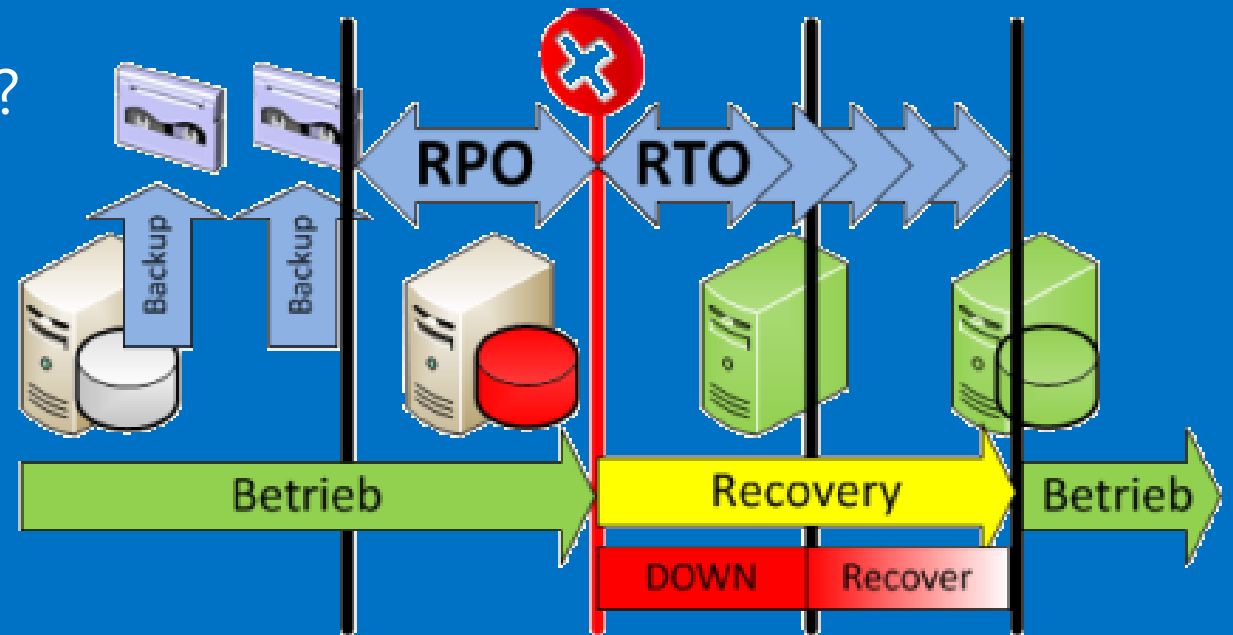 ?
RPO
RTO
Backup
Backup
Betrieb
Recovery
Betrieb
DOWN
Recover